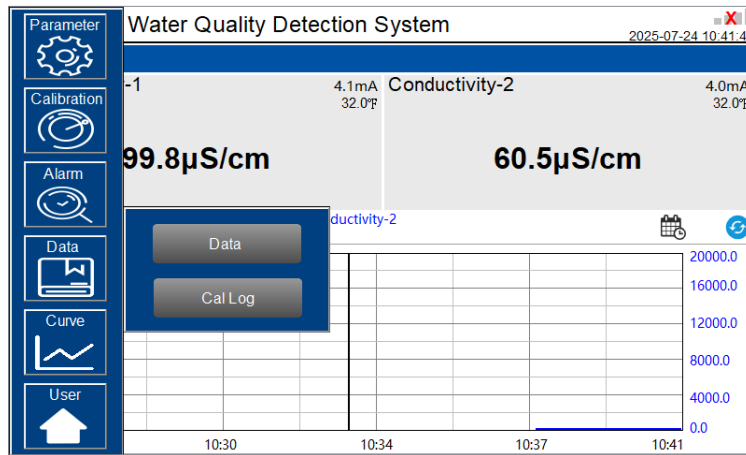 Parameter
Calibration
Alarm
Data
Curve
User
Water Quality Detection System
2025-07-24 10:41:4
-1
4.1mA
32.0℉
99.8μS/cm
Conductivity-2
4.0mA
32.0℉
60.5μS/cm
ductivity-2
Data
Cal Log
20000.0
16000.0
12000.0
8000.0
4000.0
0.0
10:30
10:34
10:37
10:41